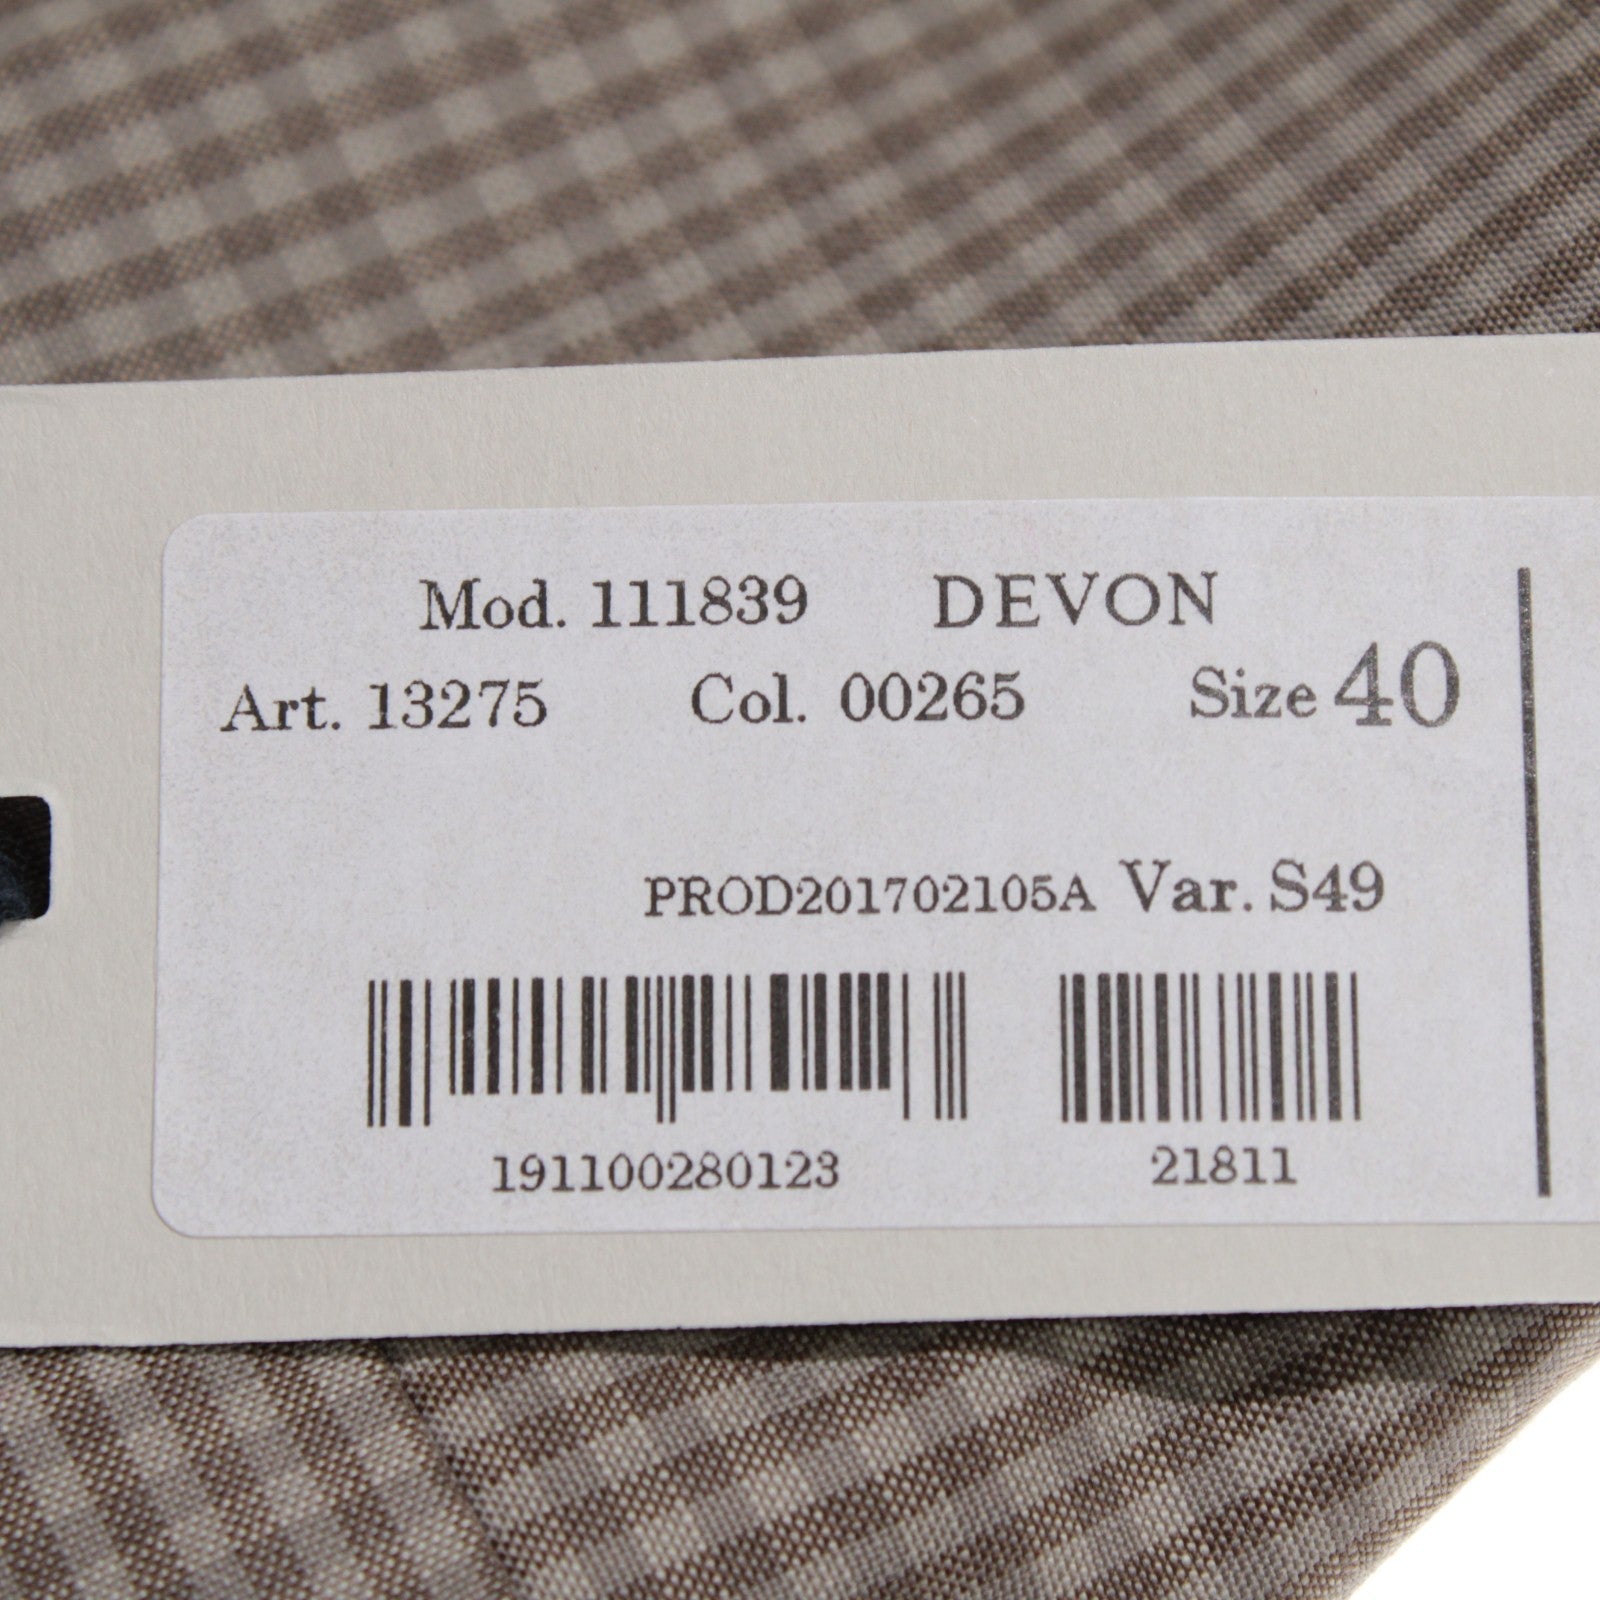 Mod. 111839 DEVON
Art. 13275 Col. 00265 Size 40
PROD201702105A Var. S49
191100280123 21811